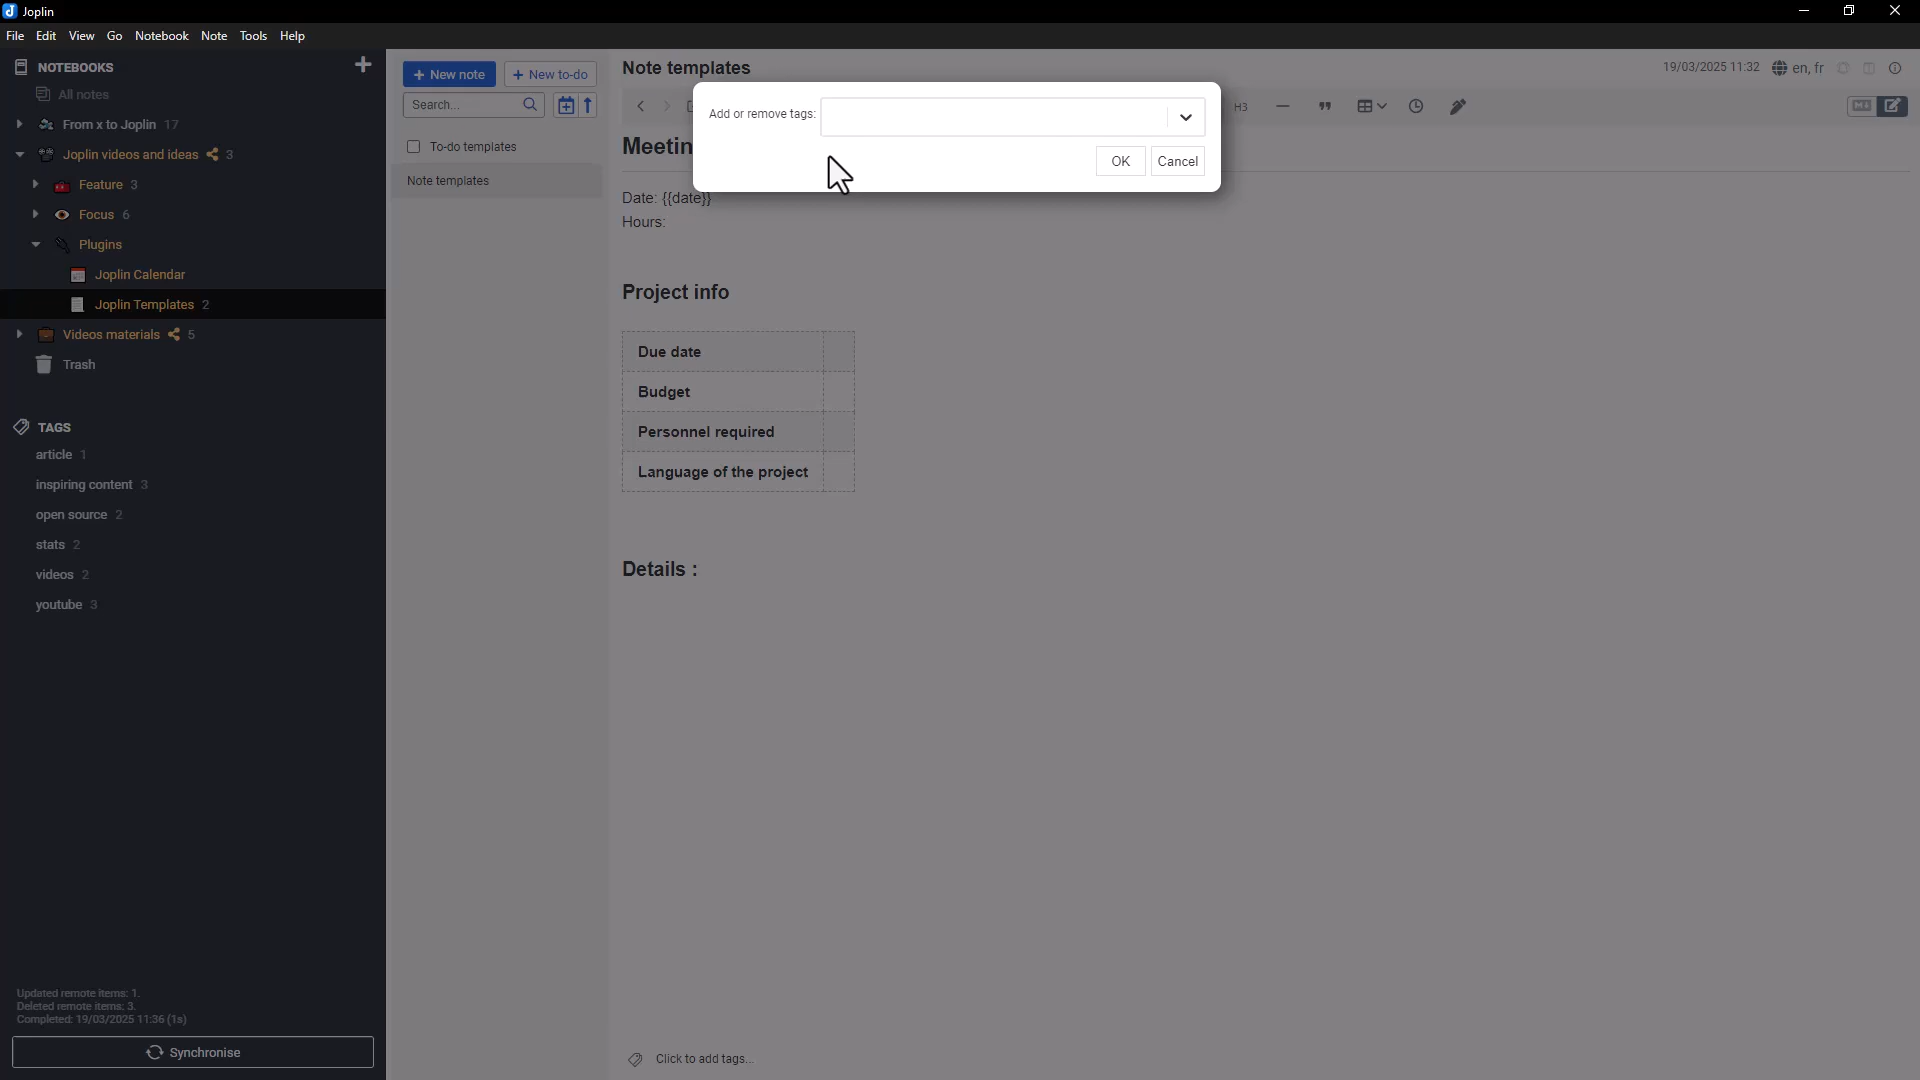 Joplin
File Edit View Go Notebook Note Tools Help
NOTEBOOKS
All notes
From x to Joplin 17
Joplin videos and ideas 3
Feature 3
Focus 6
Plugins
Joplin Calendar
Joplin Templates 2
Videos materials 5
Trash
TAGS
article 1
inspiring content 3
open source 2
stats 2
videos 2
youtube 3
Updated remote items: 1.
Deleted remote items: 3.
Completed: 19/03/2025 11:36 (1s)
Synchronise
New note New to-do
Search...
To-do templates
Note templates
Note templates
19/03/2025 11:32 en, fr
H3
Add or remove tags:
OK Cancel
Meetin
Date: {{date}}
Hours:
Project info
Due date
Budget
Personnel required
Language of the project
Details :
Click to add tags...